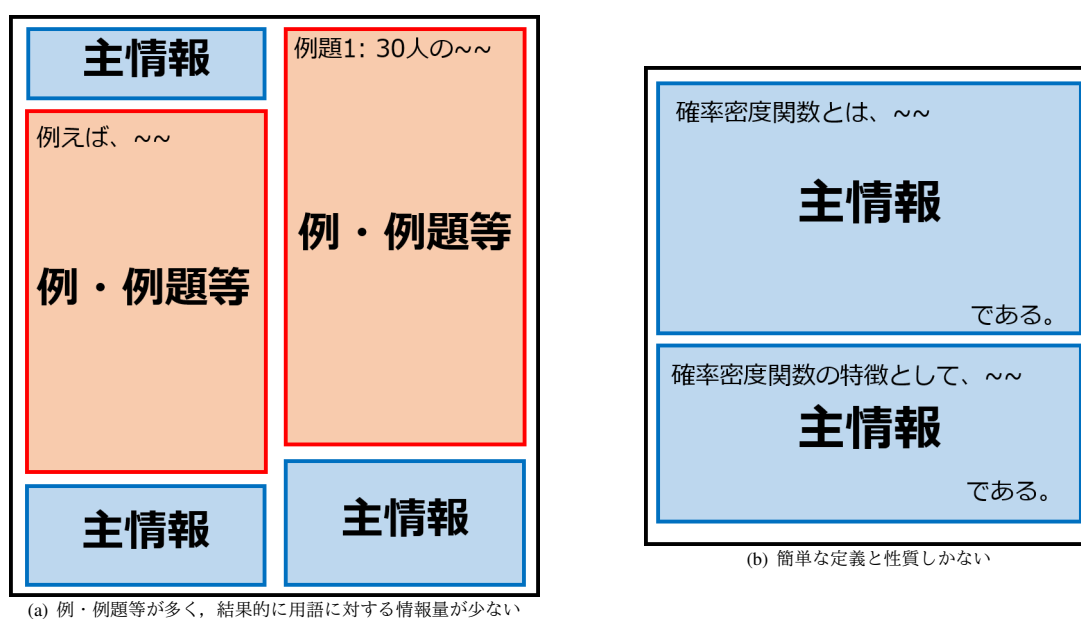 主情報
例えば、~~
例・例題等
主情報
例題1: 30人の~~
例・例題等
主情報
(a) 例・例題等が多く，結果的に用語に対する情報量が少ない
確率密度関数とは、~~
主情報
である。
確率密度関数の特徴として、~~
主情報
である。
(b) 簡単な定義と性質しかない